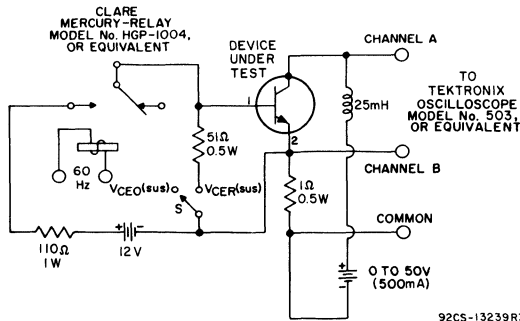 CLARE
MERCURY-RELAY
MODEL No. HGP-1004,
OR EQUIVALENT
DEVICE
UNDER
TEST
CHANNEL A
TO
TEKTRONIX
OSCILLOSCOPE
MODEL No. 503,
OR EQUIVALENT
1
25mH
2
51Ω
0.5W
60
Hz
CHANNEL B
VCEO(sus)
VCER(sus)
S
1Ω
0.5W
COMMON
110Ω
1W
+ -
12V
+
-
0 TO 50V
(500mA)
92CS-13239R3